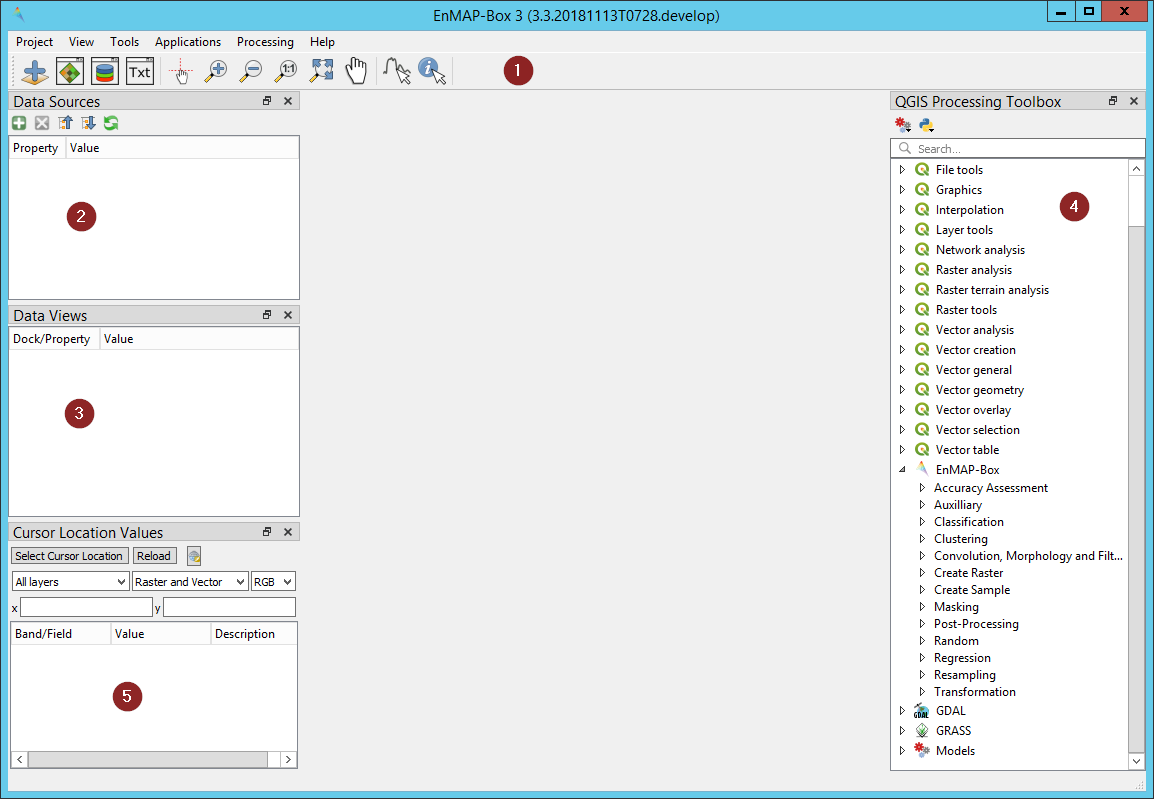 EnMAP-Box 3 (3.3.20181113T0728.develop)
Project View Tools Applications Processing Help
Txt 1:1 1
Data Sources
Property Value
2
Data Views
Dock/Property Value
3
Cursor Location Values
Select Cursor Location Reload
All layers Raster and Vector RGB
x y
Band/Field Value Description
5
QGIS Processing Toolbox
Search...
File tools
Graphics
4
Interpolation
Layer tools
Network analysis
Raster analysis
Raster terrain analysis
Raster tools
Vector analysis
Vector creation
Vector general
Vector geometry
Vector overlay
Vector selection
Vector table
EnMAP-Box
Accuracy Assessment
Auxilliary
Classification
Clustering
Convolution, Morphology and Filt...
Create Raster
Create Sample
Masking
Post-Processing
Random
Regression
Resampling
Transformation
GDAL GDAL
GRASS
Models